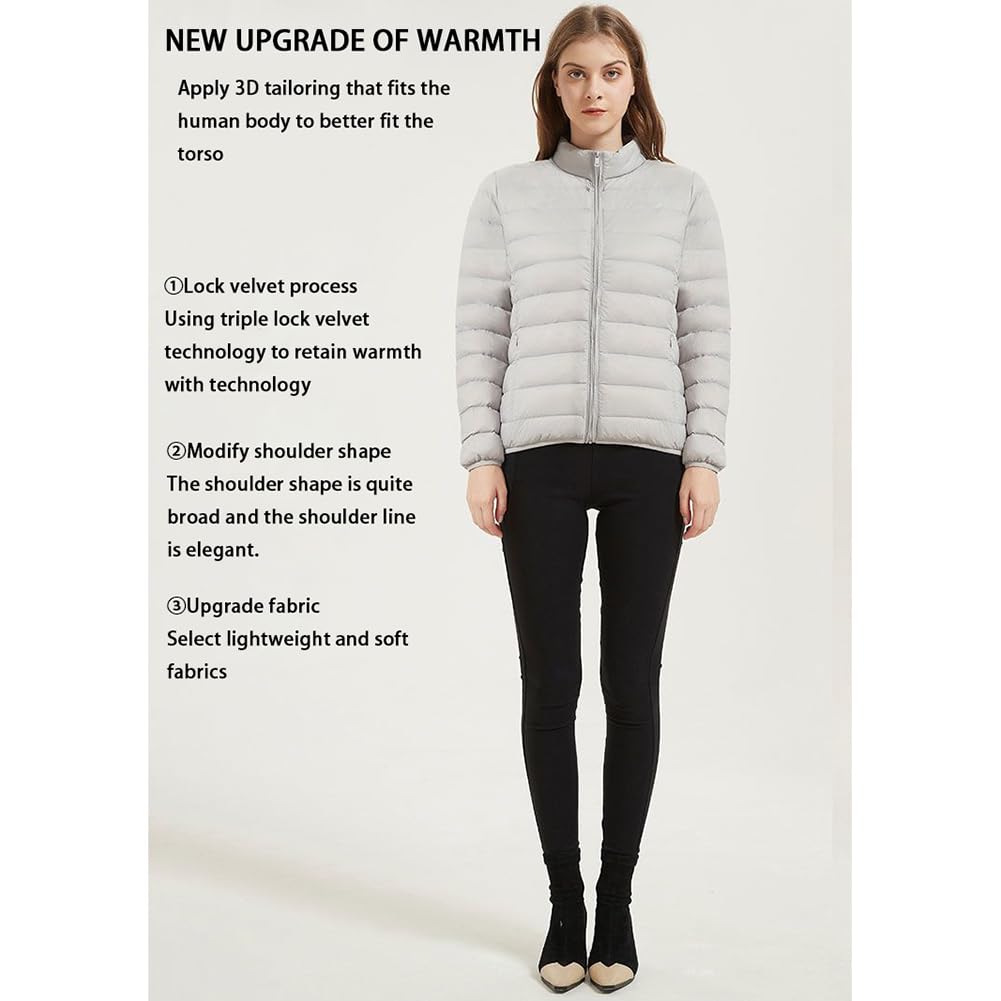 NEW UPGRADE OF WARMTH
Apply 3D tailoring that fits the
human body to better fit the
torso
①Lock velvet process
Using triple lock velvet
technology to retain warmth
with technology
②Modify shoulder shape
The shoulder shape is quite
broad and the shoulder line
is elegant.
③Upgrade fabric
Select lightweight and soft
fabrics